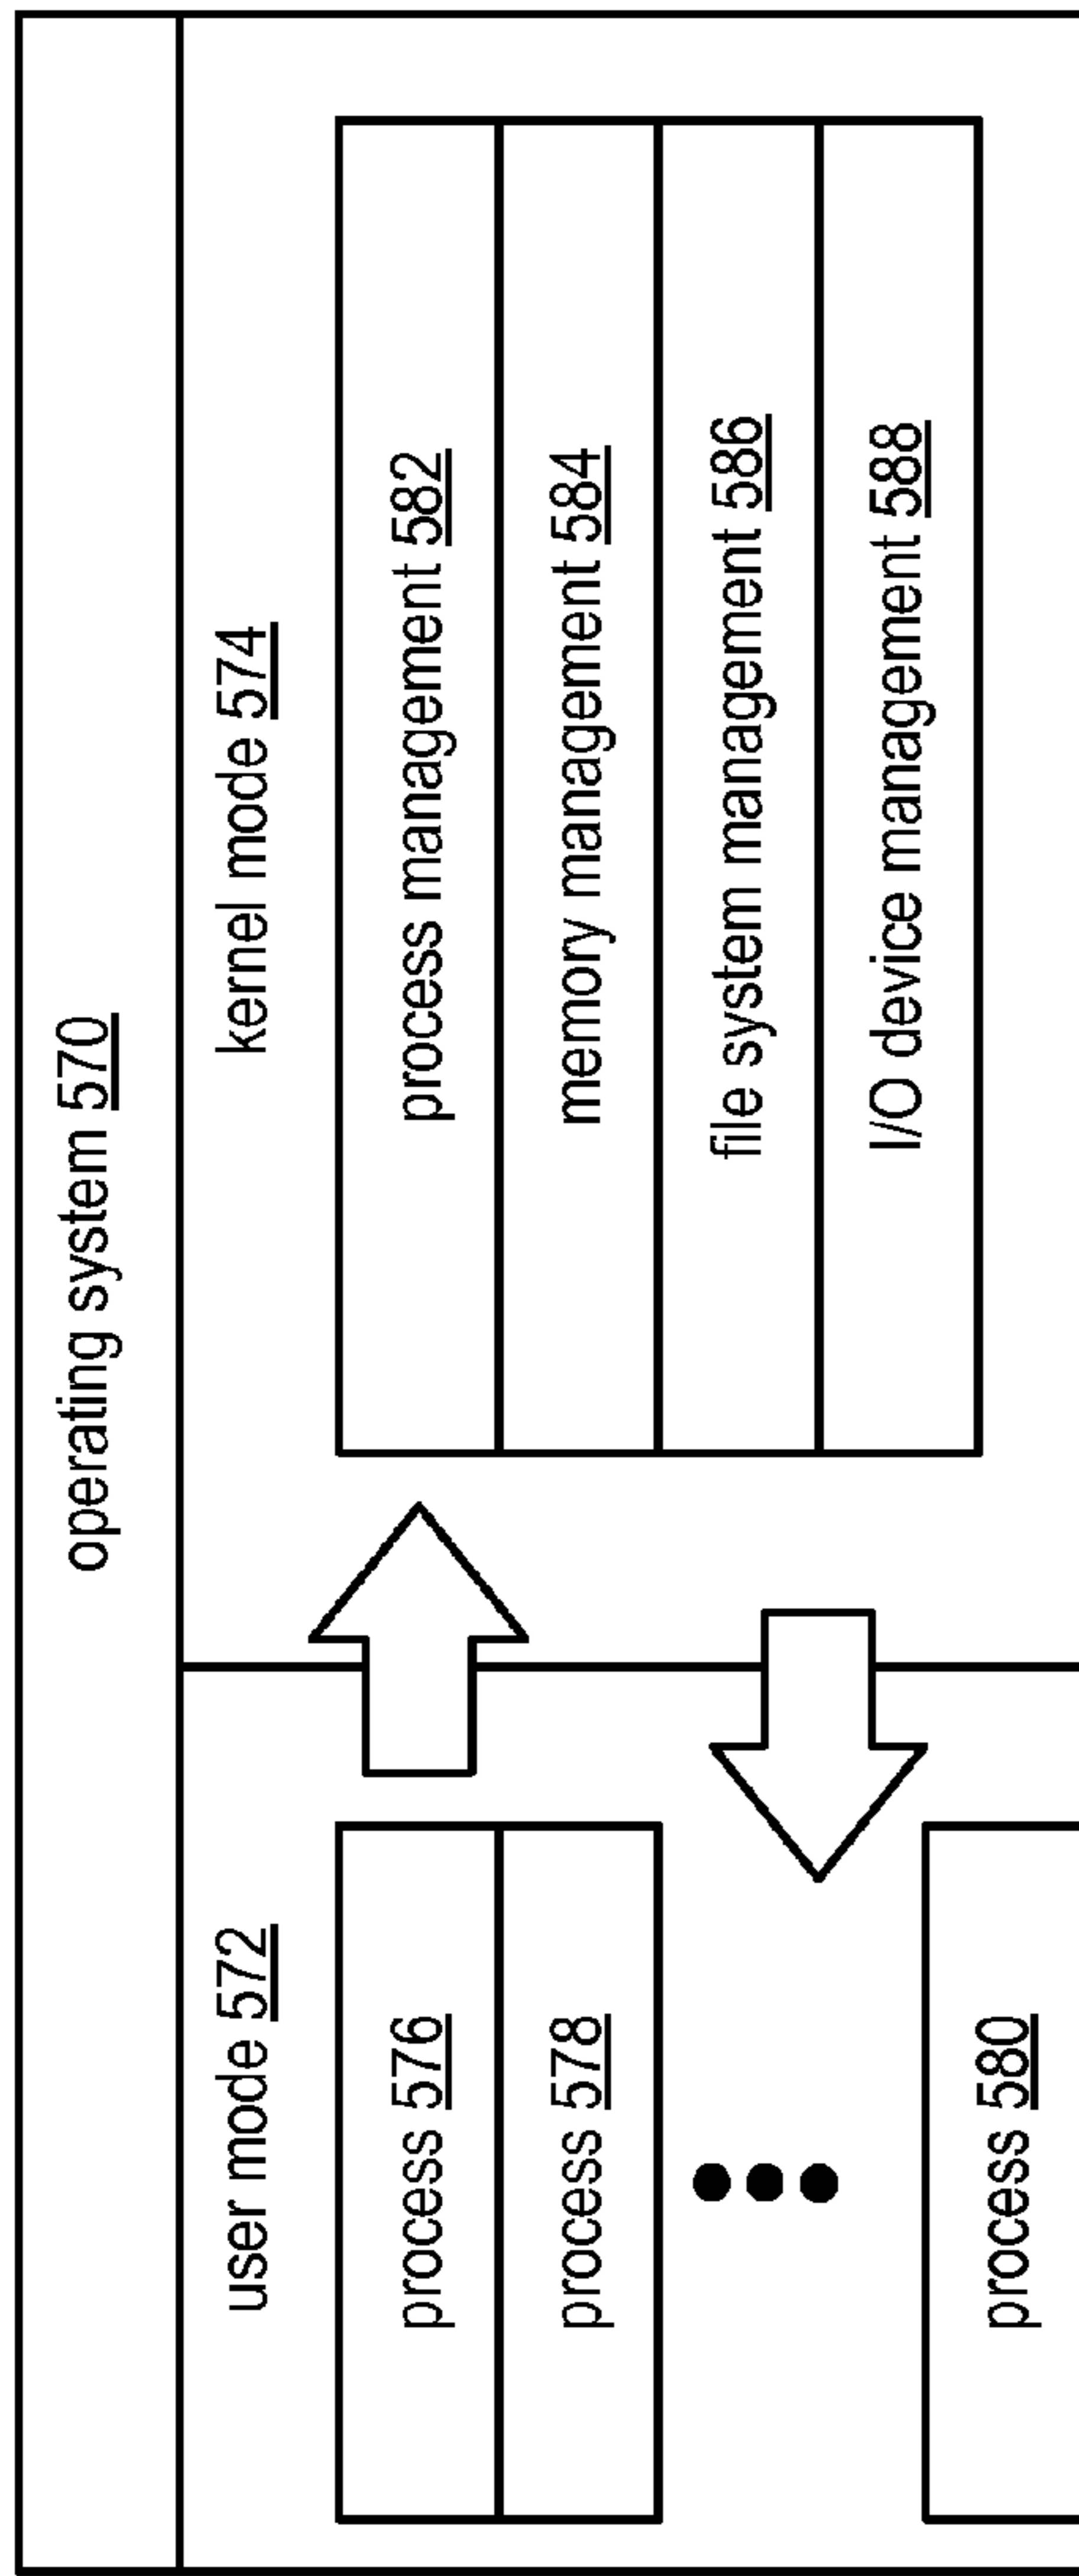 operating system 570
user mode 572
process 576
process 578
process 580
kernel mode 574
process management 582
memory management 584
file system management 586
I/O device management 588